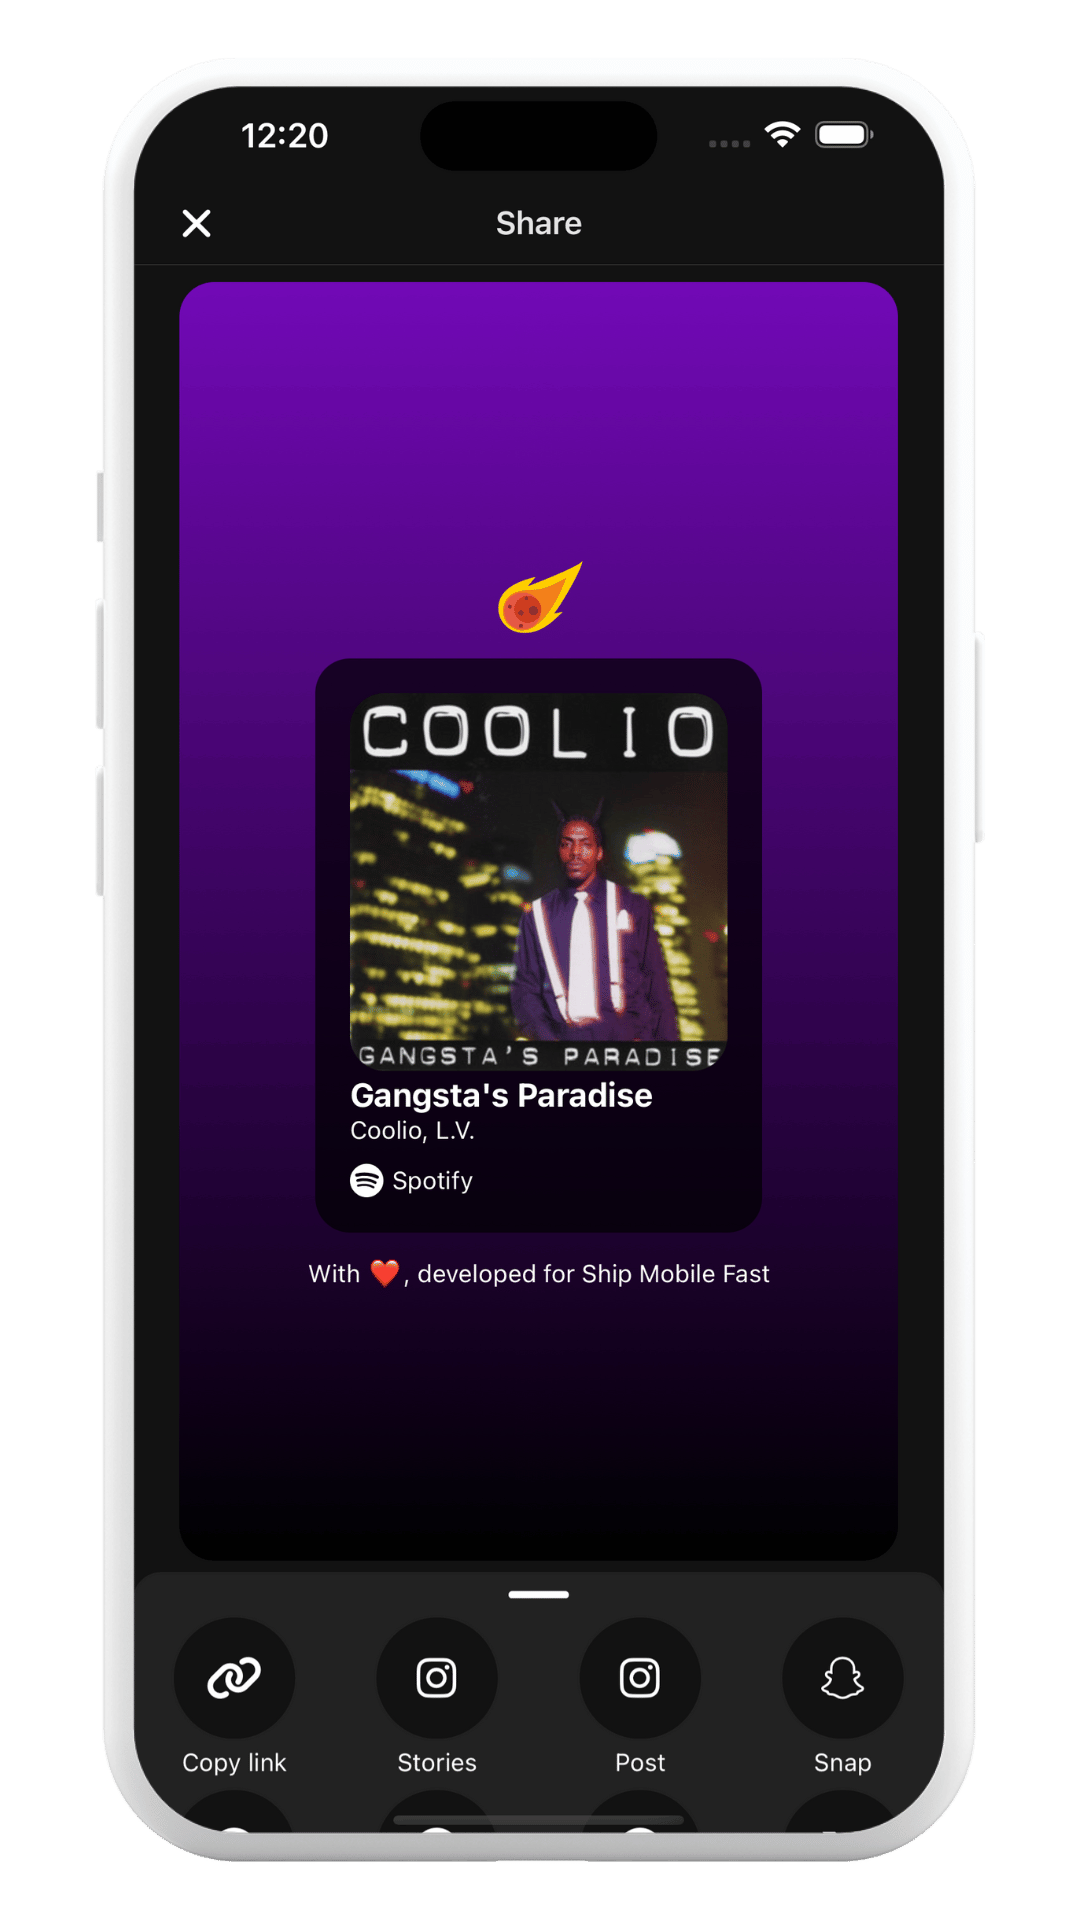 12:20
Share
COOLIO
GANGSTA'S PARADISE
Gangsta's Paradise
Coolio, L.V.
Spotify
With ❤️, developed for Ship Mobile Fast
Copy link
Stories
Post
Snap